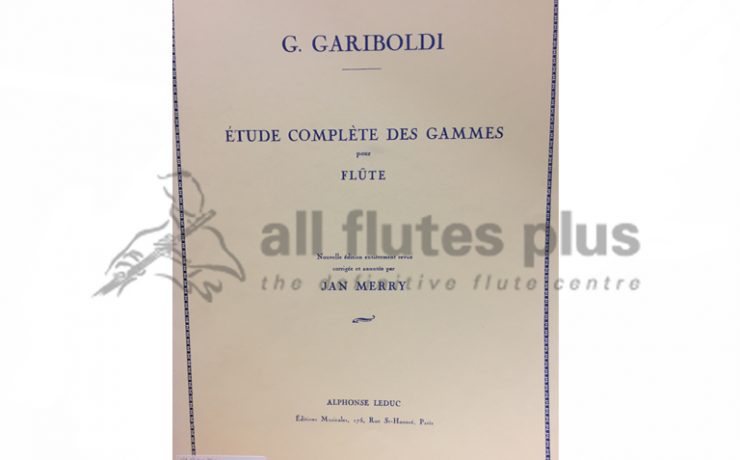 G. GARIBOLDI
ÉTUDE COMPLÈTE DES GAMMES
pour
FLÛTE
all flutes plus
Nouvelle édition entièrement revue
corrigée et annotée par
the definitive flute centre
JAN MERRY
ALPHONSE LEDUC
Éditions Musicales, 175, Rue St-Honoré, Paris